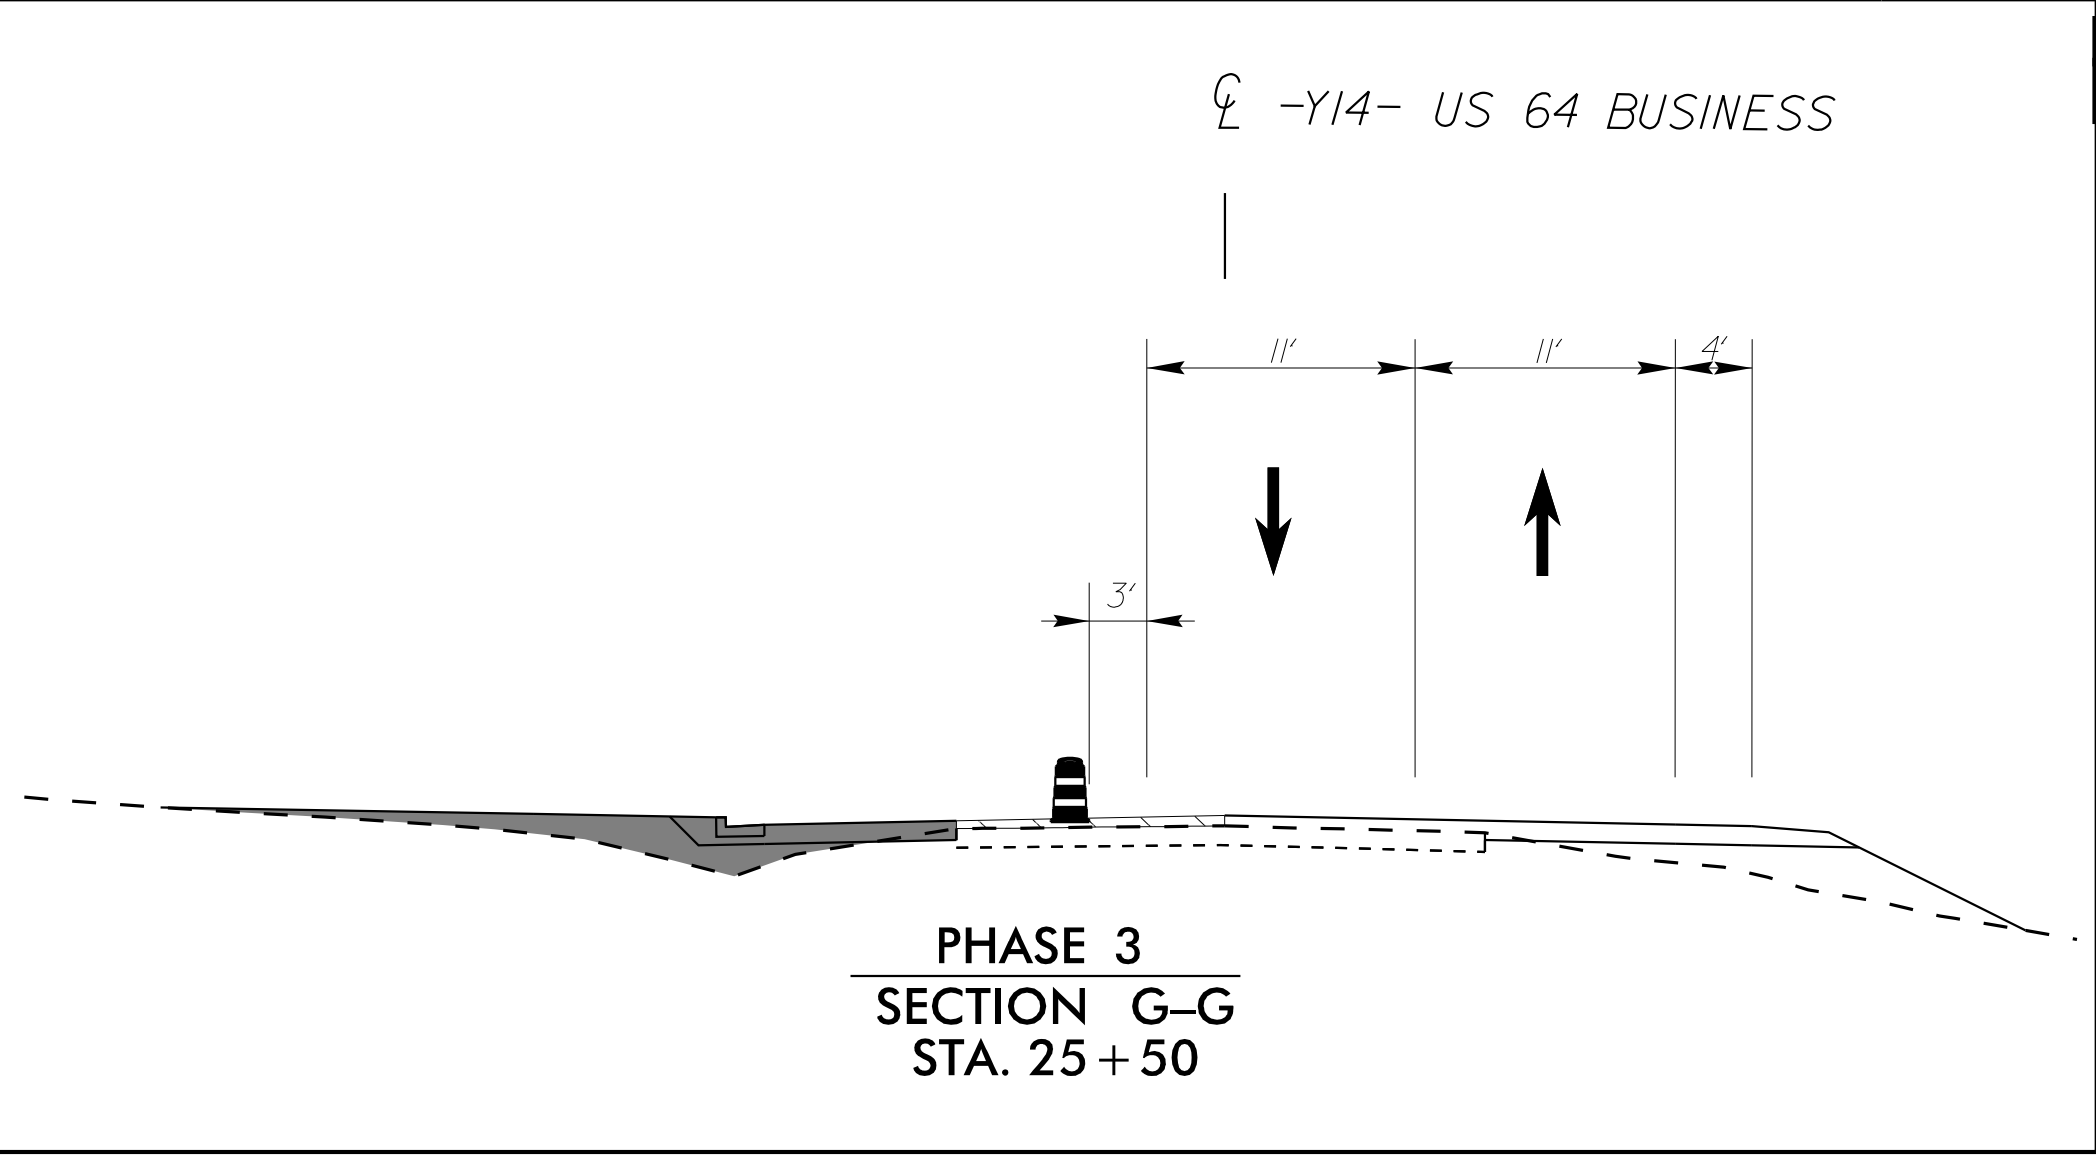 ℄ -Y14- US 64 BUSINESS
11' 11' 4'
3'
PHASE 3
SECTION G-G
STA. 25+50